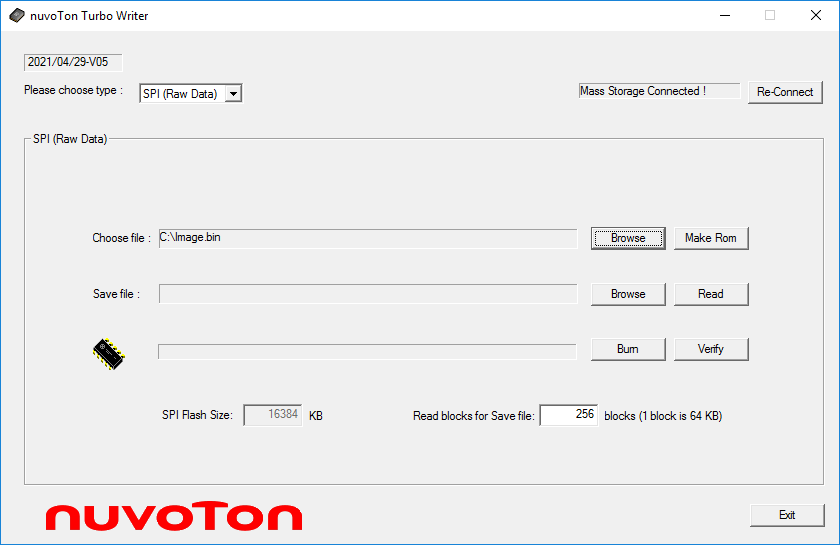 nuvoTon Turbo Writer
2021/04/29-V05
Please choose type :
SPI (Raw Data)
Mass Storage Connected !
Re-Connect
SPI (Raw Data)
Choose file :
C:\Image.bin
Browse
Make Rom
Save file :
Browse
Read
Burn
Verify
SPI Flash Size:
16384
KB
Read blocks for Save file:
256
blocks (1 block is 64 KB)
nuvoTon
Exit